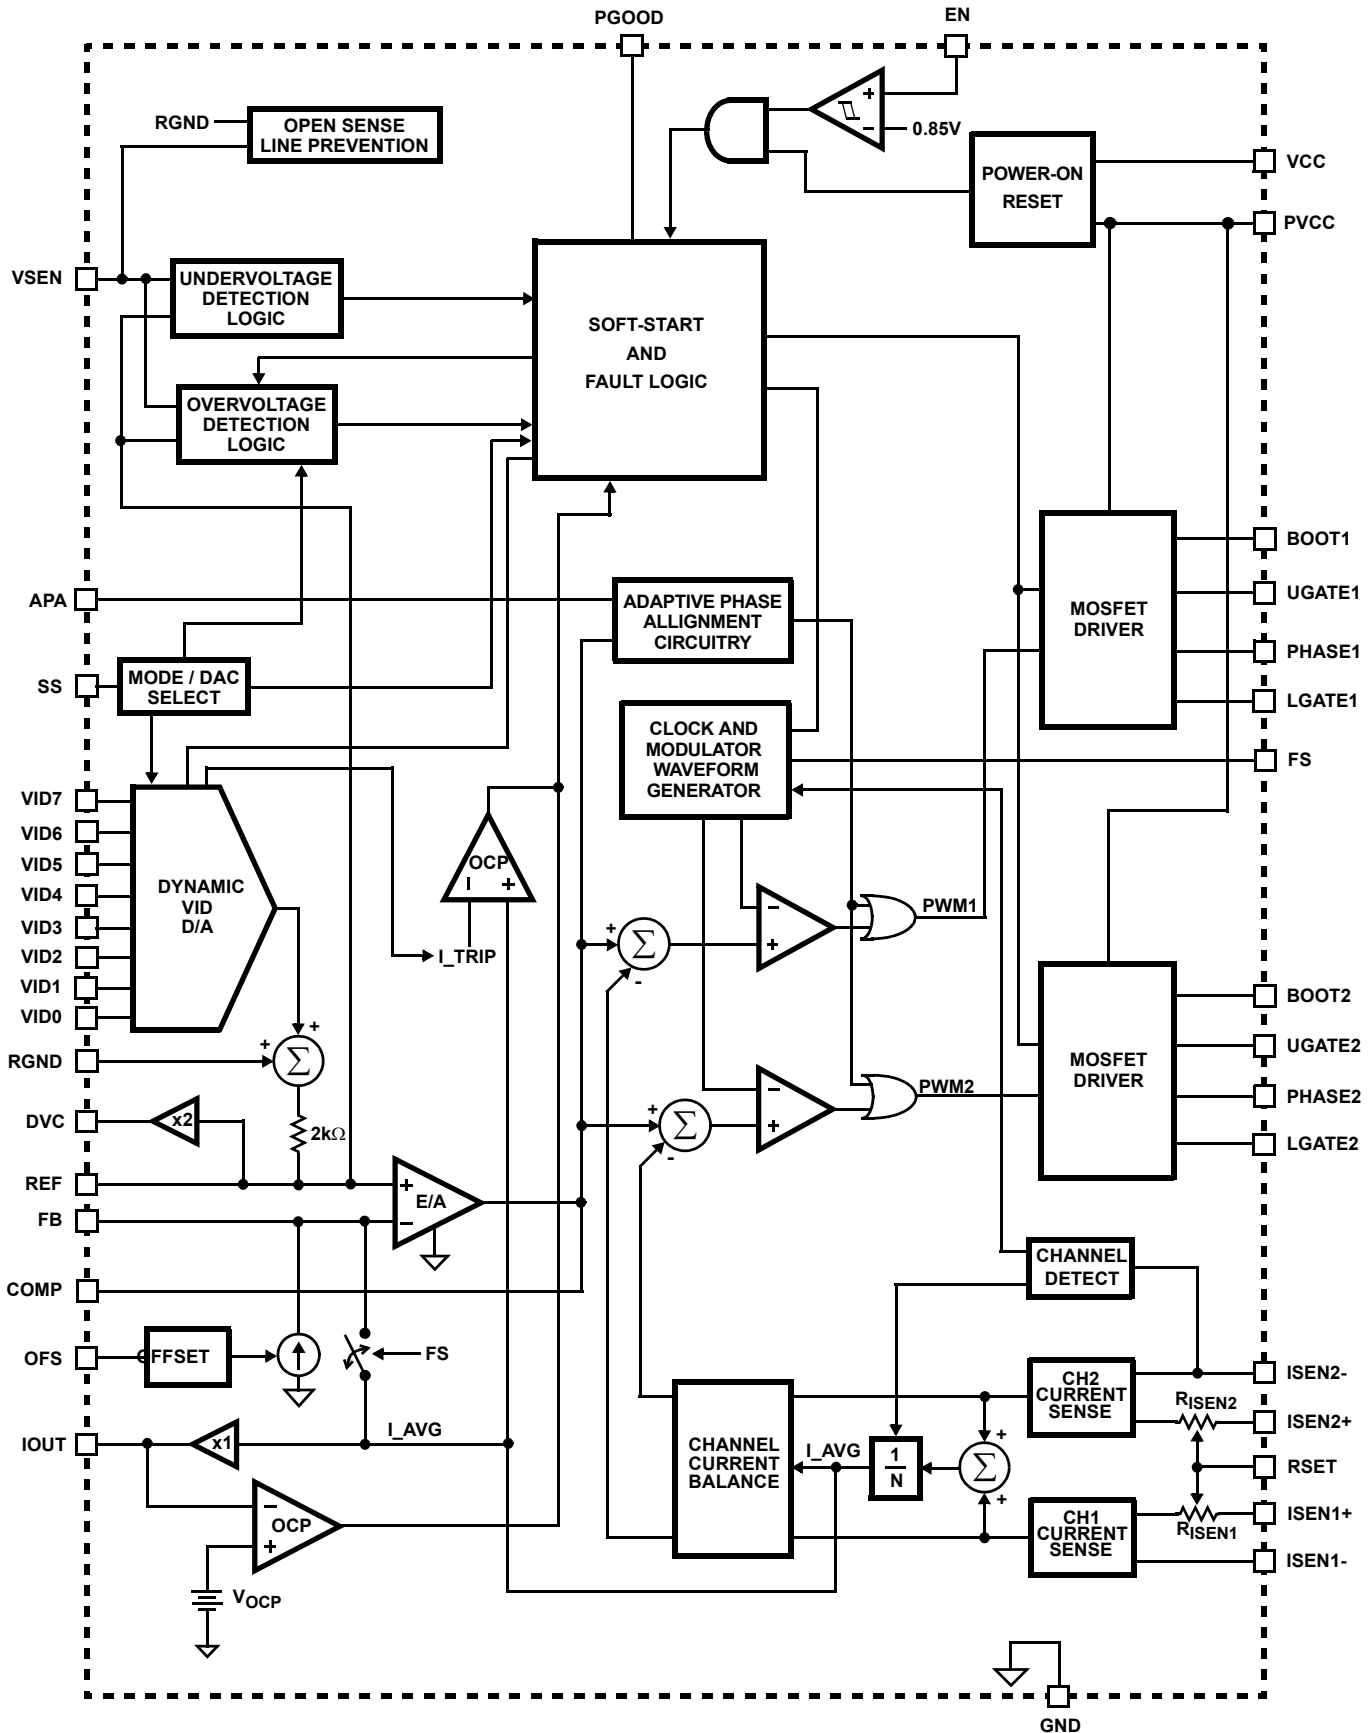 PGOOD
EN
RGND
OPEN SENSE
LINE PREVENTION
+
−
0.85V
POWER-ON
RESET
VCC
PVCC
VSEN
UNDERVOLTAGE
DETECTION
LOGIC
SOFT-START
AND
FAULT LOGIC
OVERVOLTAGE
DETECTION
LOGIC
BOOT1
APA
ADAPTIVE PHASE
ALLIGNMENT
CIRCUITRY
MOSFET
DRIVER
UGATE1
PHASE1
SS
MODE / DAC
SELECT
LGATE1
CLOCK AND
MODULATOR
WAVEFORM
GENERATOR
FS
VID7
VID6
VID5
VID4
VID3
VID2
VID1
VID0
DYNAMIC
VID
D/A
OCP
− +
I_TRIP
+
Σ
-
−
+
PWM1
RGND
+
+
Σ
2kΩ
DVC
x2
REF
+
−
E/A
FB
+
Σ
-
−
+
PWM2
MOSFET
DRIVER
BOOT2
UGATE2
PHASE2
LGATE2
COMP
CHANNEL
DETECT
OFS
OFFSET
FS
IOUT
x1
I_AVG
CHANNEL
CURRENT
BALANCE
I_AVG
1
N
+
Σ
+
CH2
CURRENT
SENSE
RISEN2
ISEN2-
ISEN2+
RSET
CH1
CURRENT
SENSE
RISEN1
ISEN1+
ISEN1-
−
OCP
+
VOCP
GND